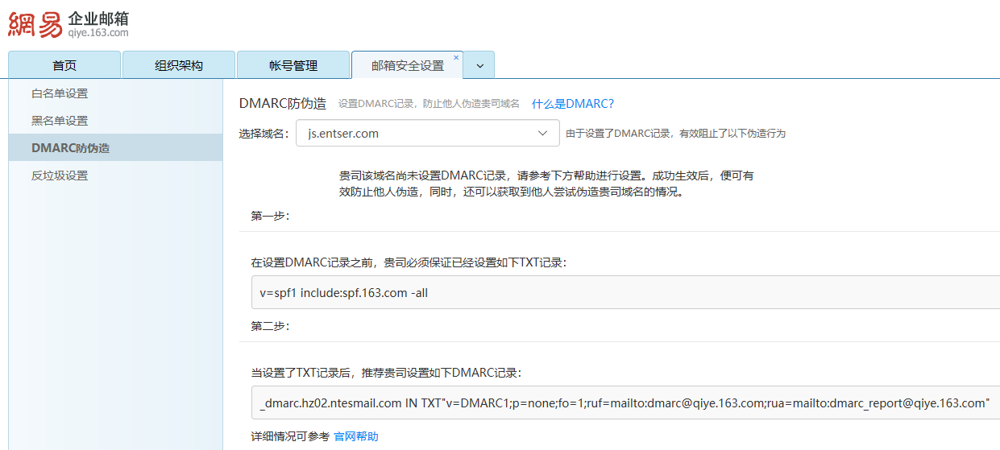 網易 企业邮箱
qiye.163.com
首页 组织架构 帐号管理 邮箱安全设置 ×
白名单设置
黑名单设置
DMARC防伪造
反垃圾设置
DMARC防伪造 设置DMARC记录，防止他人伪造贵司域名 什么是DMARC?
选择域名： js.entser.com 由于设置了DMARC记录，有效阻止了以下伪造行为
贵司该域名尚未设置DMARC记录，请参考下方帮助进行设置。成功生效后，便可有
效防止他人伪造，同时，还可以获取到他人尝试伪造贵司域名的情况。
第一步：
在设置DMARC记录之前，贵司必须保证已经设置如下TXT记录：
v=spf1 include:spf.163.com -all
第二步：
当设置了TXT记录后，推荐贵司设置如下DMARC记录：
_dmarc.hz02.ntesmail.com IN TXT"v=DMARC1;p=none;fo=1;ruf=mailto:dmarc@qiye.163.com;rua=mailto:dmarc_report@qiye.163.com"
详细情况可参考 官网帮助